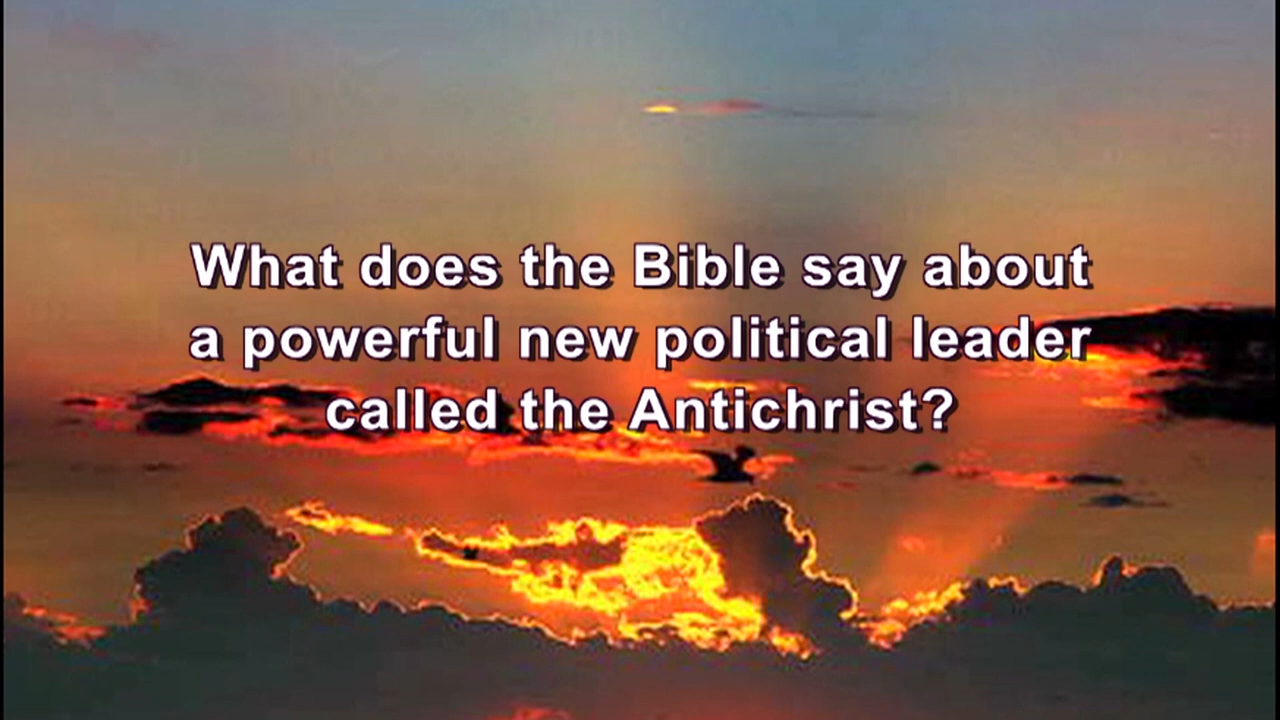 What does the Bible say about
a powerful new political leader
called the Antichrist?